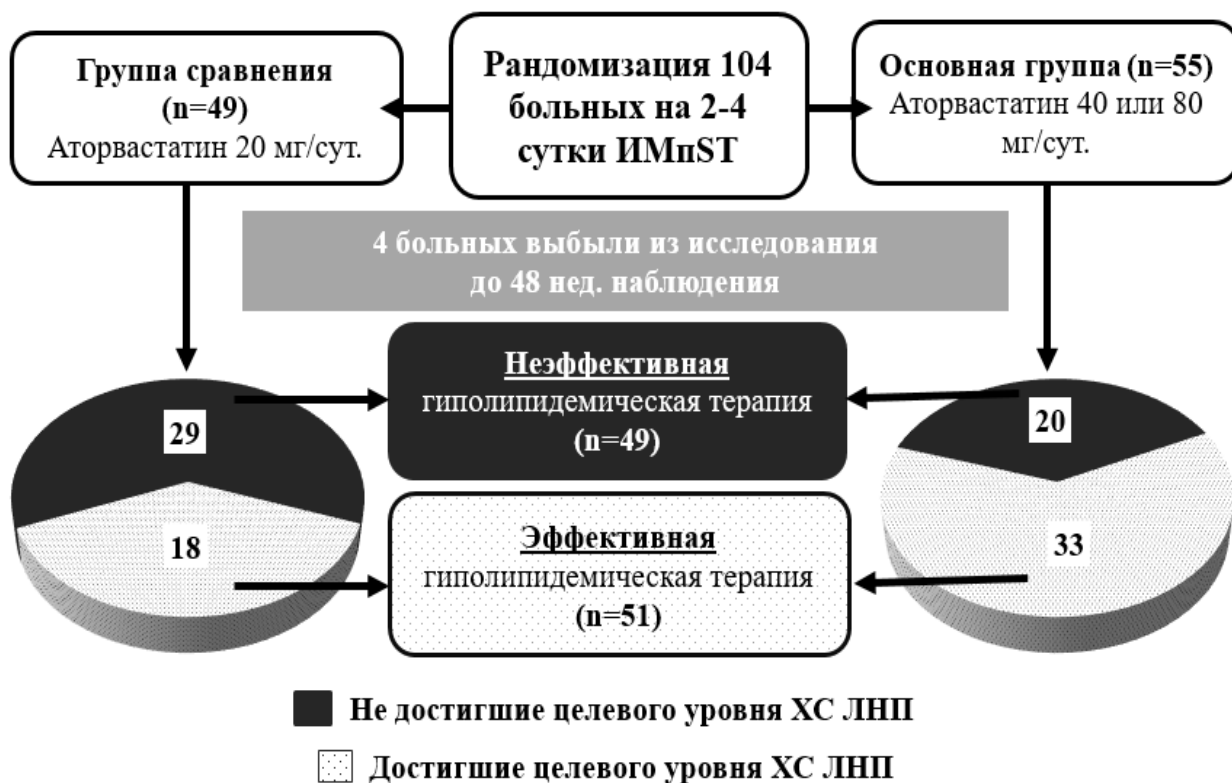 Группа сравнения
(n=49)
Аторвастатин 20 мг/сут.
Рандомизация 104
больных на 2-4
сутки ИМпST
Основная группа (n=55)
Аторвастатин 40 или 80
мг/сут.
4 больных выбыли из исследования
до 48 нед. наблюдения
29
18
Неэффективная
гиполипидемическая терапия
(n=49)
Эффективная
гиполипидемическая терапия
(n=51)
20
33
Не достигшие целевого уровня ХС ЛНП
Достигшие целевого уровня ХС ЛНП